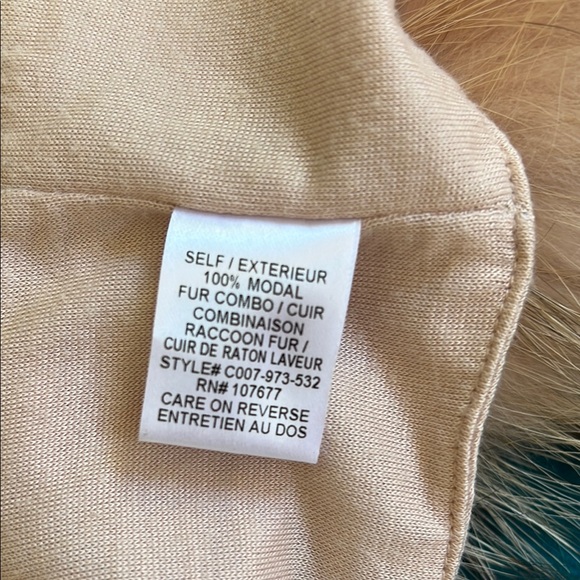 SELF / EXTERIEUR
100% MODAL
FUR COMBO / CUIR
COMBINAISON
RACCOON FUR /
CUIR DE RATON LAVEUR
STYLE# C007-973-532
RN# 107677
CARE ON REVERSE
ENTRETIEN AU DOS